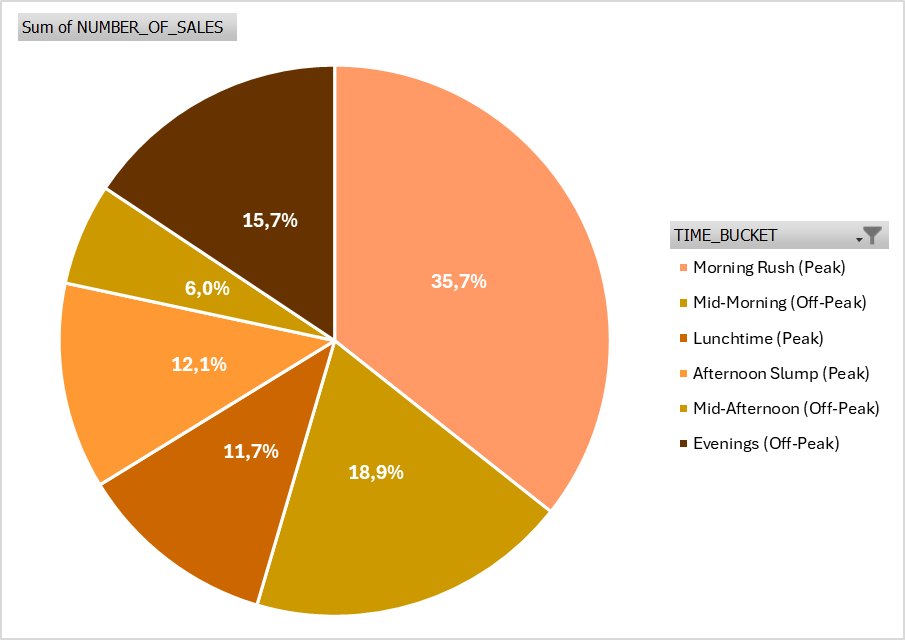 Sum of NUMBER_OF_SALES
15,7%
35,7%
6,0%
12,1%
11,7%
18,9%
TIME_BUCKET
Morning Rush (Peak)
Mid-Morning (Off-Peak)
Lunchtime (Peak)
Afternoon Slump (Peak)
Mid-Afternoon (Off-Peak)
Evenings (Off-Peak)